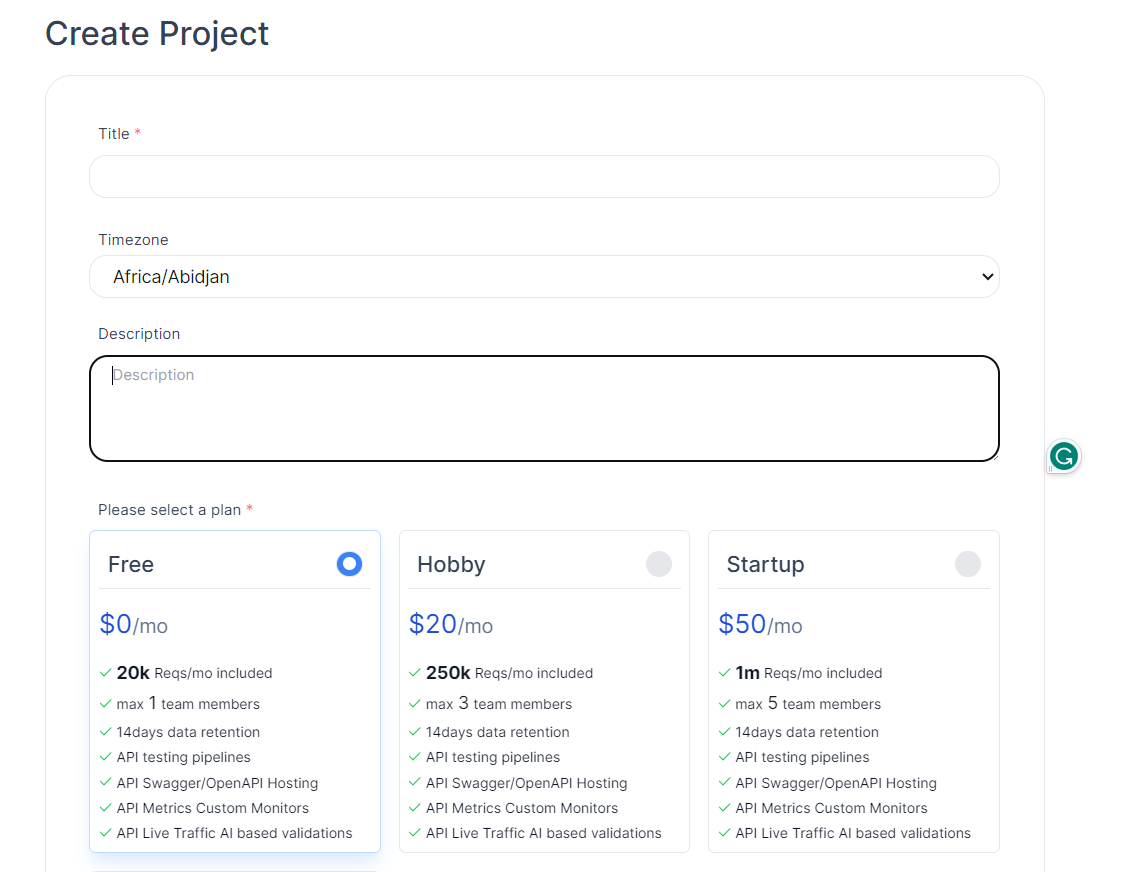 Create Project
Title *
Timezone
Africa/Abidjan
Description
Description
Please select a plan *
Free
$0/mo
20k Reqs/mo included
max 1 team members
14days data retention
API testing pipelines
API Swagger/OpenAPI Hosting
API Metrics Custom Monitors
API Live Traffic AI based validations
Hobby
$20/mo
250k Reqs/mo included
max 3 team members
14days data retention
API testing pipelines
API Swagger/OpenAPI Hosting
API Metrics Custom Monitors
API Live Traffic AI based validations
Startup
$50/mo
1m Reqs/mo included
max 5 team members
14days data retention
API testing pipelines
API Swagger/OpenAPI Hosting
API Metrics Custom Monitors
API Live Traffic AI based validations